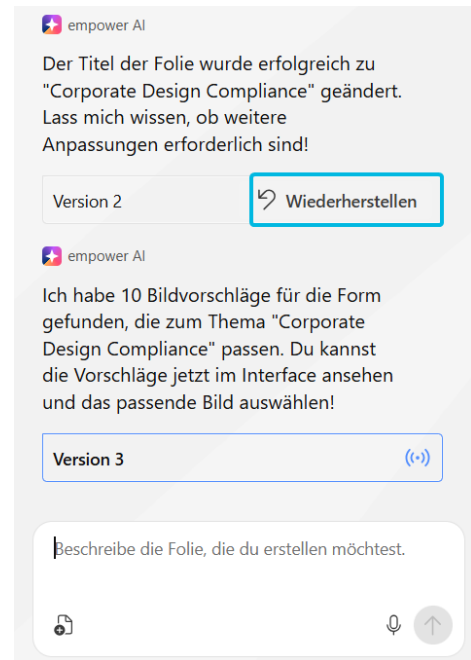 empower AI
Der Titel der Folie wurde erfolgreich zu
"Corporate Design Compliance" geändert.
Lass mich wissen, ob weitere
Anpassungen erforderlich sind!
Version 2
Wiederherstellen
empower AI
Ich habe 10 Bildvorschläge für die Form
gefunden, die zum Thema "Corporate
Design Compliance" passen. Du kannst
die Vorschläge jetzt im Interface ansehen
und das passende Bild auswählen!
Version 3
Beschreibe die Folie, die du erstellen möchtest.